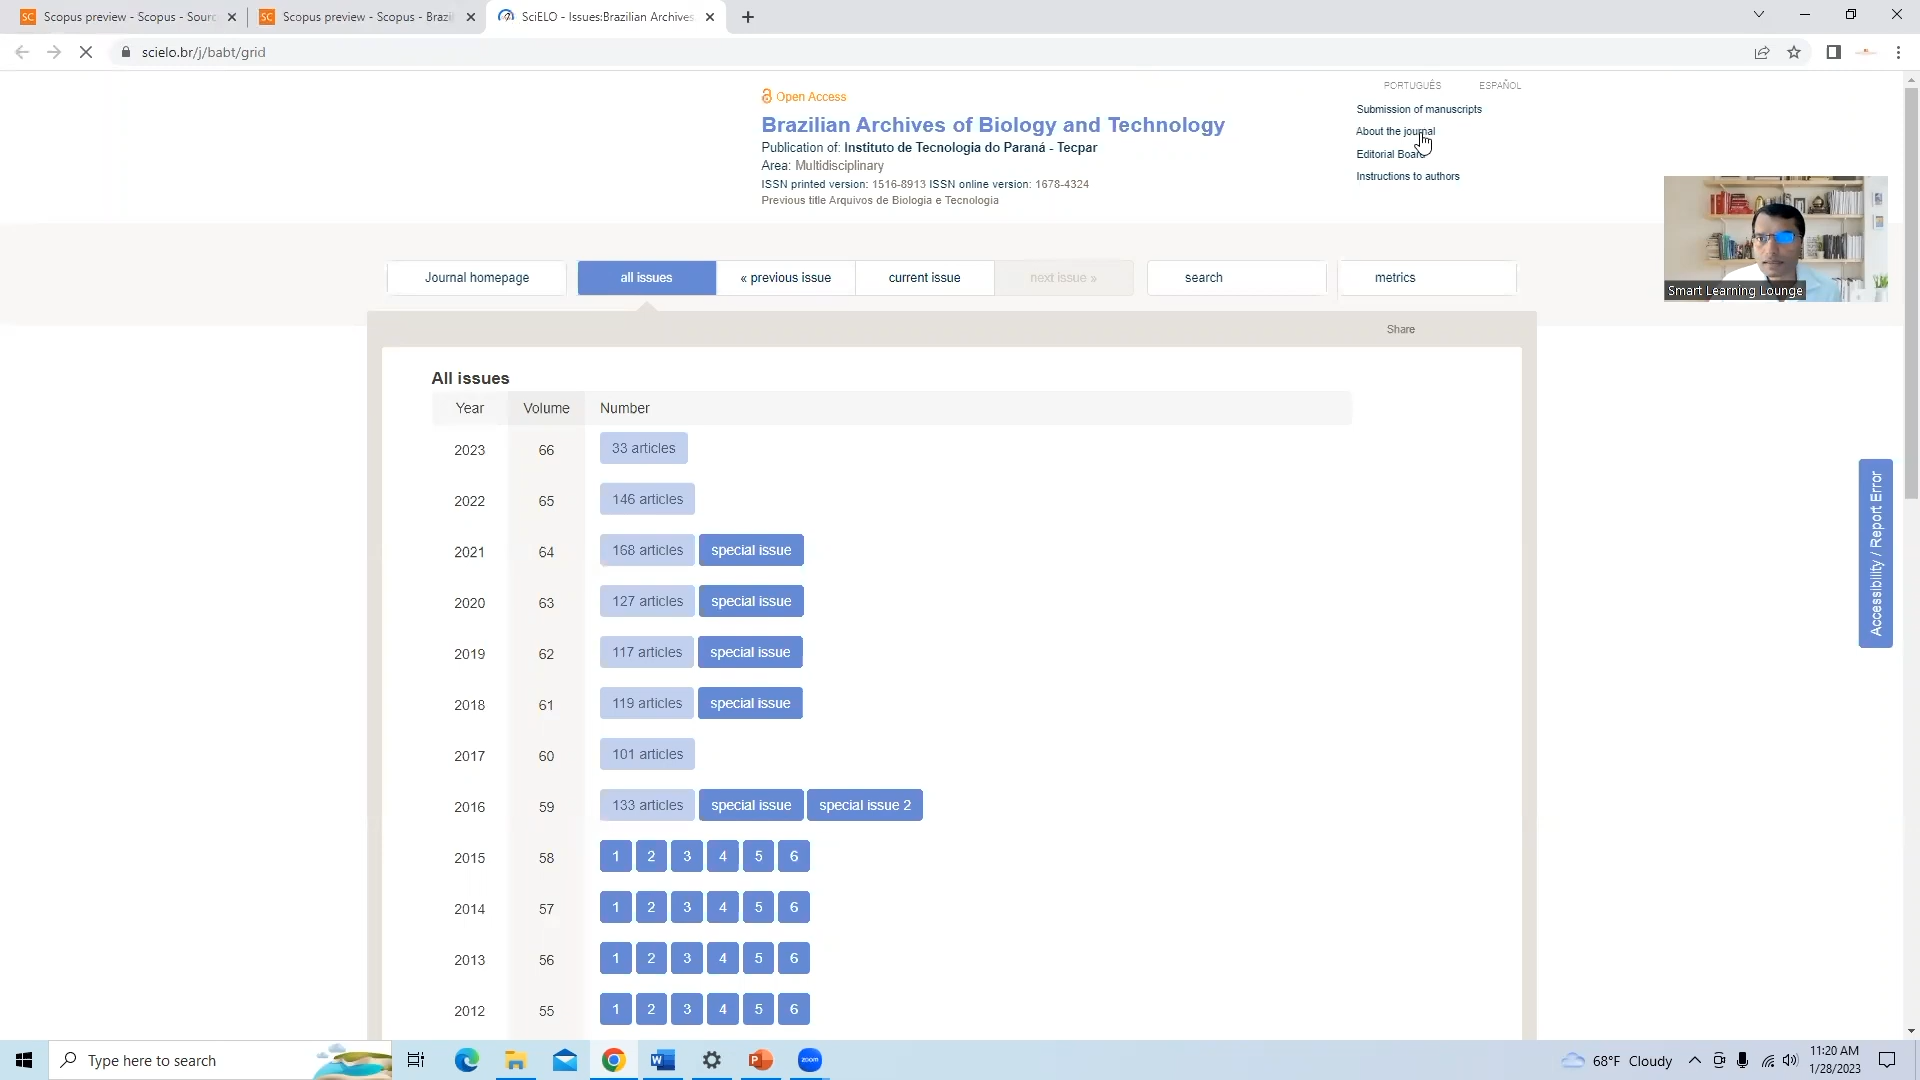 Scopus preview - Scopus - Sour
Scopus preview - Scopus - Brazil
SciELO - Issues:Brazilian Archives
scielo.br/j/babt/grid
PORTUGUÊS ESPAÑOL
Open Access
Submission of manuscripts
Brazilian Archives of Biology and Technology
About the journal
Publication of: Instituto de Tecnologia do Paraná - Tecpar
Editorial Board
Area: Multidisciplinary
Instructions to authors
ISSN printed version: 1516-8913 ISSN online version: 1678-4324
Previous title Arquivos de Biologia e Tecnologia
Smart Learning Lounge
Journal homepage
all issues
« previous issue
current issue
next issue »
search
metrics
Share
All issues
Year Volume Number
2023 66 33 articles
2022 65 146 articles
2021 64 168 articles special issue
2020 63 127 articles special issue
2019 62 117 articles special issue
2018 61 119 articles special issue
2017 60 101 articles
2016 59 133 articles special issue special issue 2
2015 58 1 2 3 4 5 6
2014 57 1 2 3 4 5 6
2013 56 1 2 3 4 5 6
2012 55 1 2 3 4 5 6
Accessibility / Report Error
Type here to search
zoom
68°F Cloudy
11:20 AM
1/28/2023